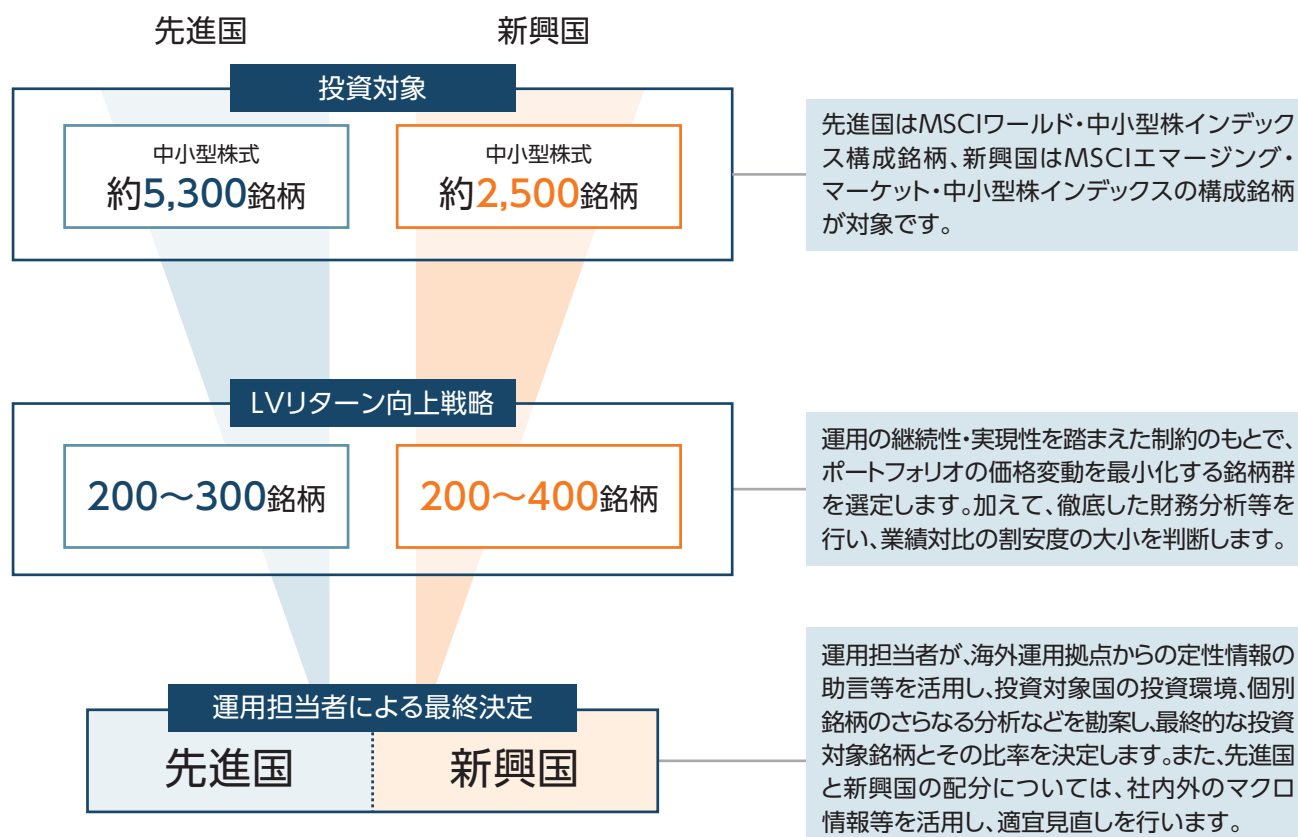 先進国
新興国
投資対象
中小型株式
約5,300銘柄
中小型株式
約2,500銘柄
先進国はMSCIワールド・中小型株インデック
ス構成銘柄、新興国はMSCIエマージング・
マーケット・中小型株インデックスの構成銘柄
が対象です。
LVリターン向上戦略
200～300銘柄
200～400銘柄
運用の継続性・実現性を踏まえた制約のもとで、
ポートフォリオの価格変動を最小化する銘柄群
を選定します。加えて、徹底した財務分析等を
行い、業績対比の割安度の大小を判断します。
運用担当者による最終決定
先進国
新興国
運用担当者が、海外運用拠点からの定性情報の
助言等を活用し、投資対象国の投資環境、個別
銘柄のさらなる分析などを勘案し、最終的な投資
対象銘柄とその比率を決定します。また、先進国
と新興国の配分については、社内外のマクロ
情報等を活用し、適宜見直しを行います。